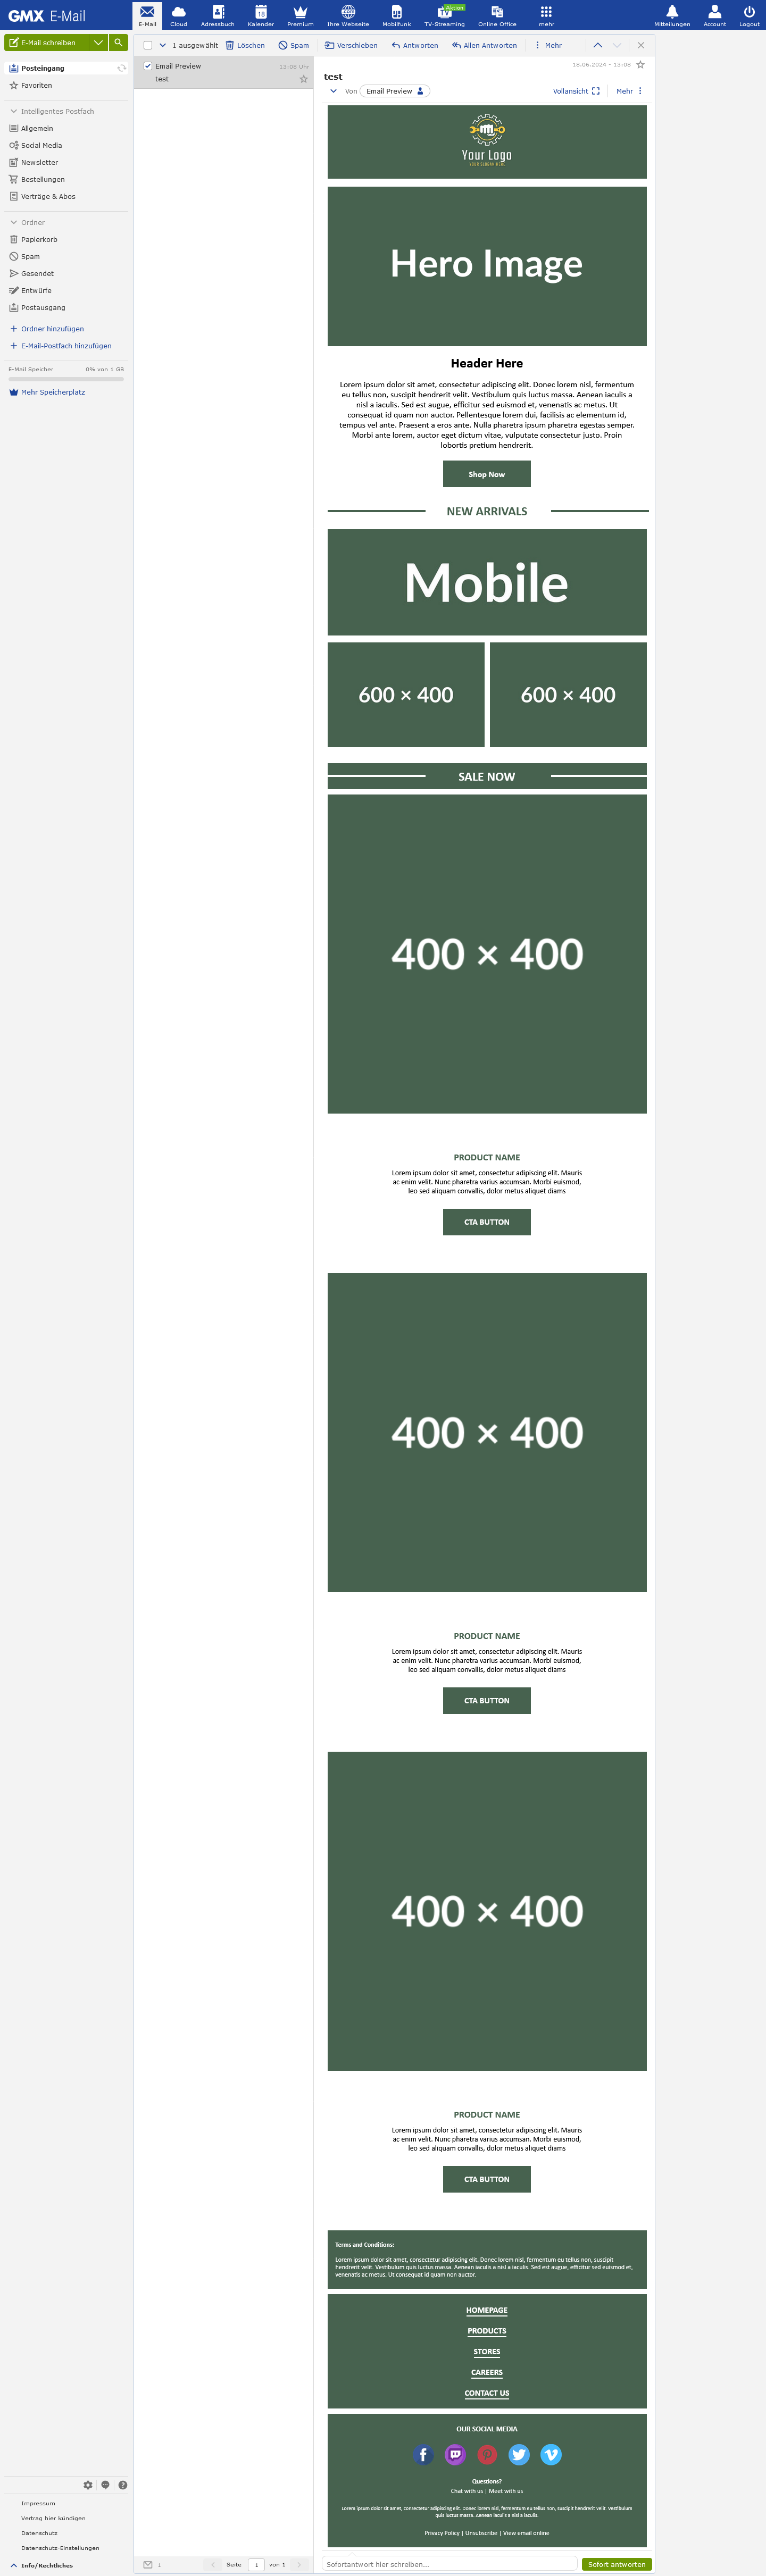 GMX E-Mail
E-Mail
Cloud
Adressbuch
18
Kalender
Premium
Ihre Webseite
Mobilfunk
TV
Aktion
TV-Streaming
Online Office
mehr
Mitteilungen
Account
Logout
E-Mail schreiben
Posteingang
Favoriten
Intelligentes Postfach
Allgemein
Social Media
Newsletter
Bestellungen
Verträge & Abos
Ordner
Papierkorb
Spam
Gesendet
Entwürfe
Postausgang
Ordner hinzufügen
E-Mail-Postfach hinzufügen
E-Mail Speicher 0% von 1 GB
Mehr Speicherplatz
Impressum
Vertrag hier kündigen
Datenschutz
Datenschutz-Einstellungen
Info/Rechtliches
1 ausgewählt Löschen Spam Verschieben Antworten Allen Antworten Mehr
Email Preview 13:08 Uhr
test
1 Seite 1 von 1
18.06.2024 - 13:08
test
Von Email Preview Vollansicht Mehr
Your Logo
YOUR SLOGAN HERE
Hero Image
Header Here
Lorem ipsum dolor sit amet, consectetur adipiscing elit. Donec lorem nisl, fermentum
eu tellus non, suscipit hendrerit velit. Vestibulum quis luctus massa. Aenean iaculis a
nisl a iaculis. Sed est augue, efficitur sed euismod et, venenatis ac metus. Ut
consequat id quam non auctor. Pellentesque lorem dui, facilisis ac elementum id,
tempus vel ante. Praesent a eros ante. Nulla pharetra ipsum pharetra egestas semper.
Morbi ante lorem, auctor eget dictum vitae, vulputate consectetur justo. Proin
lobortis pretium hendrerit.
Shop Now
NEW ARRIVALS
Mobile
600 × 400 600 × 400
SALE NOW
400 × 400
PRODUCT NAME
Lorem ipsum dolor sit amet, consectetur adipiscing elit. Mauris
ac enim velit. Nunc pharetra varius accumsan. Morbi euismod,
leo sed aliquam convallis, dolor metus aliquet diams
CTA BUTTON
400 × 400
PRODUCT NAME
Lorem ipsum dolor sit amet, consectetur adipiscing elit. Mauris
ac enim velit. Nunc pharetra varius accumsan. Morbi euismod,
leo sed aliquam convallis, dolor metus aliquet diams
CTA BUTTON
400 × 400
PRODUCT NAME
Lorem ipsum dolor sit amet, consectetur adipiscing elit. Mauris
ac enim velit. Nunc pharetra varius accumsan. Morbi euismod,
leo sed aliquam convallis, dolor metus aliquet diams
CTA BUTTON
Terms and Conditions:
Lorem ipsum dolor sit amet, consectetur adipiscing elit. Donec lorem nisl, fermentum eu tellus non, suscipit
hendrerit velit. Vestibulum quis luctus massa. Aenean iaculis a nisl a iaculis. Sed est augue, efficitur sed euismod et,
venenatis ac metus. Ut consequat id quam non auctor.
HOMEPAGE
PRODUCTS
STORES
CAREERS
CONTACT US
OUR SOCIAL MEDIA
Questions?
Chat with us | Meet with us
Lorem ipsum dolor sit amet, consectetur adipiscing elit. Donec lorem nisl, fermentum eu tellus non, suscipit hendrerit velit. Vestibulum
quis luctus massa. Aenean iaculis a nisl a iaculis.
Privacy Policy | Unsubscribe | View email online
Sofortantwort hier schreiben... Sofort antworten